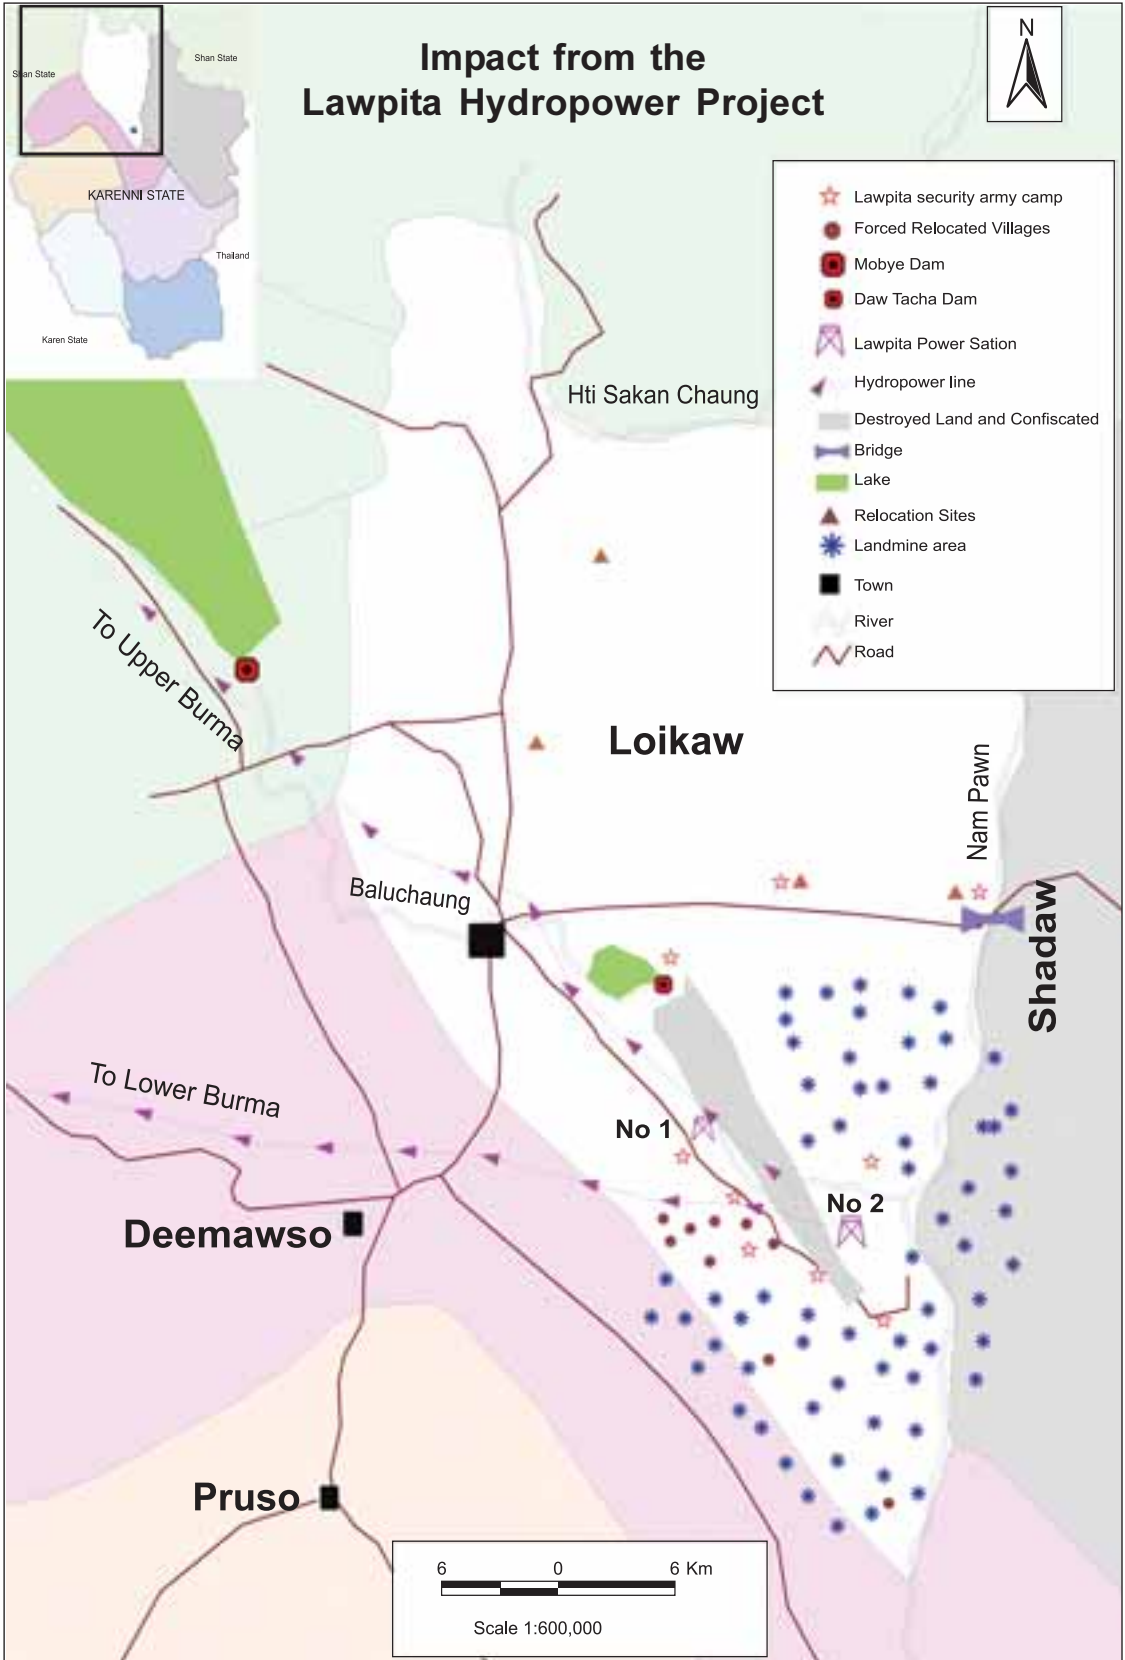 Impact from the
Lawpita Hydropower Project
N
Shan State
Shan State
KARENNI STATE
Thailand
Karen State
Lawpita security army camp
Forced Relocated Villages
Mobye Dam
Daw Tacha Dam
Lawpita Power Sation
Hydropower line
Destroyed Land and Confiscated
Bridge
Lake
Relocation Sites
Landmine area
Town
River
Road
Hti Sakan Chaung
To Upper Burma
Loikaw
Nam Pawn
Baluchaung
Shadaw
To Lower Burma
No 1
No 2
Deemawso
Pruso
6 0 6 Km
Scale 1:600,000